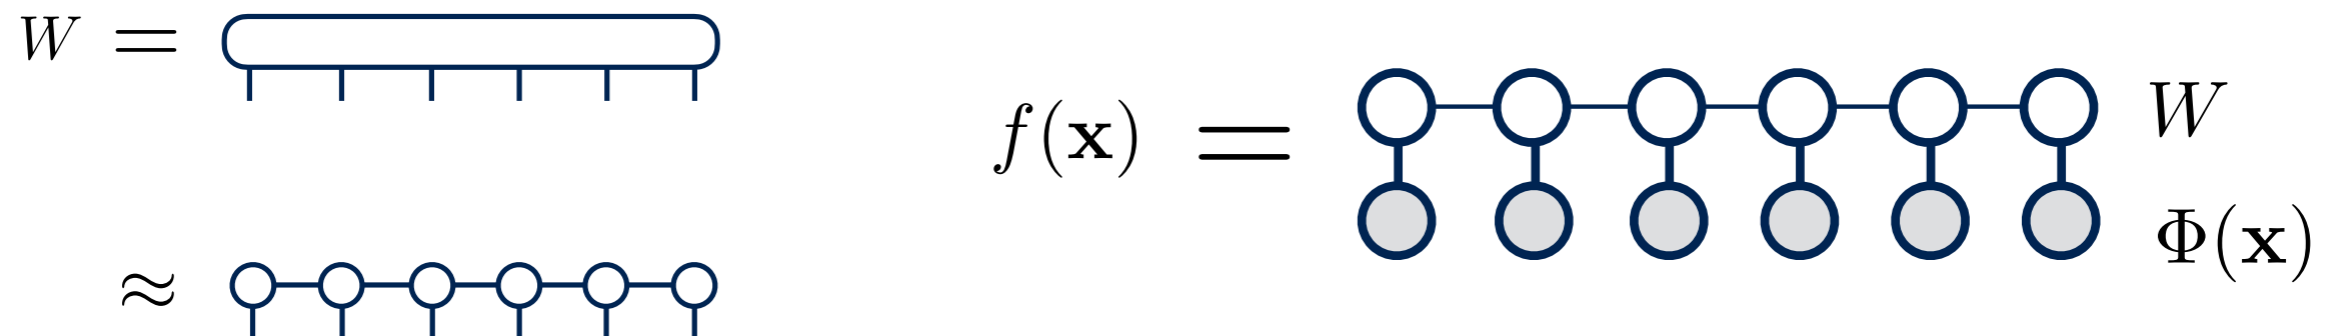 W =
≈
f(x) =
W
Φ(x)